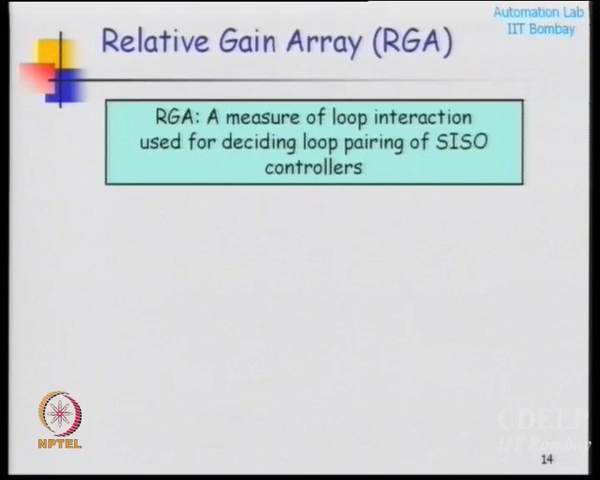 Automation Lab
IIT Bombay
Relative Gain Array (RGA)
RGA: A measure of loop interaction
used for deciding loop pairing of SISO
controllers
NPTEL
CDEEP
IIT Bombay
14